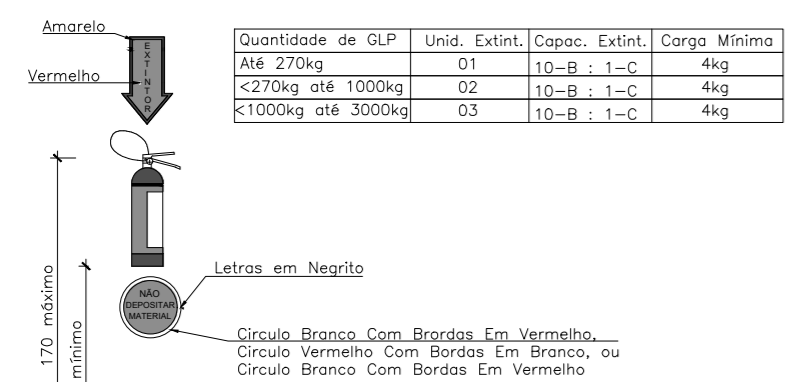 Amarelo
Vermelho
EXTINTOR
Quantidade de GLP Unid. Extint. Capac. Extint. Carga Mínima
Até 270kg 01 10-B : 1-C 4kg
<270kg até 1000kg 02 10-B : 1-C 4kg
<1000kg até 3000kg 03 10-B : 1-C 4kg
Letras em Negrito
NÃO
DEPOSITAR
MATERIAL
170 máximo
mínimo
Circulo Branco Com Brordas Em Vermelho,
Circulo Vermelho Com Bordas Em Branco, ou
Circulo Branco Com Bordas Em Vermelho